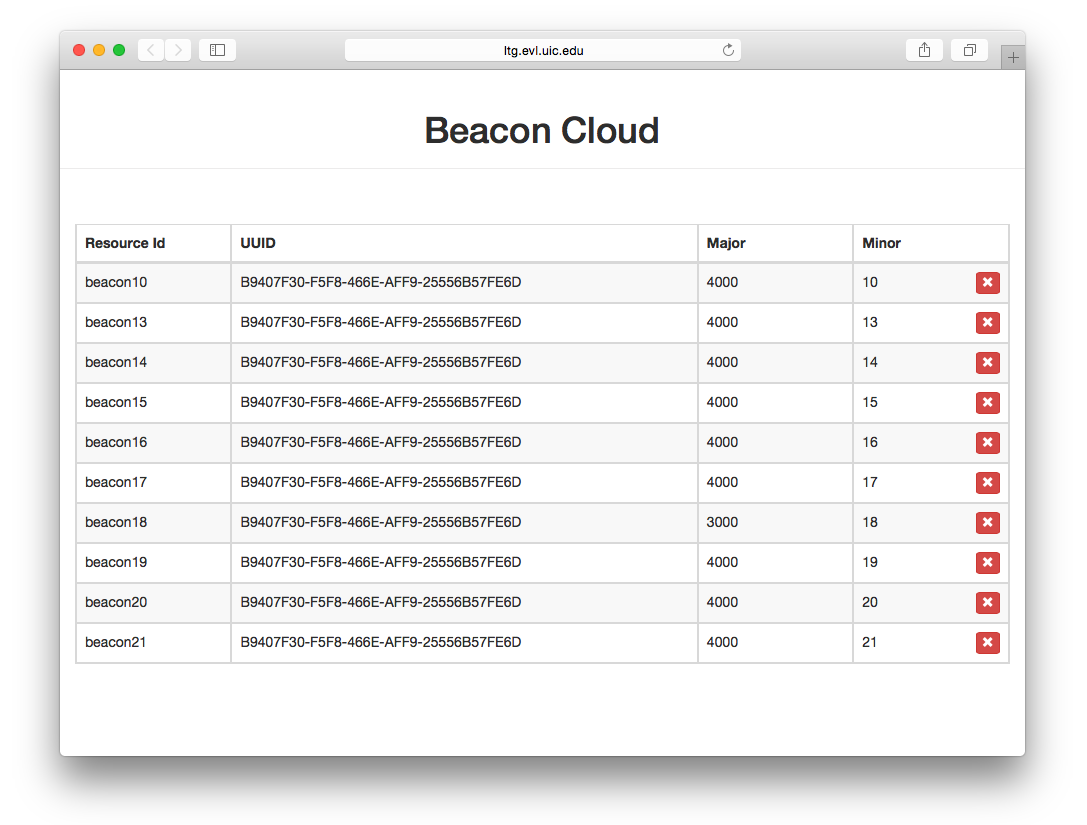 ltg.evl.uic.edu
Beacon Cloud
Resource Id UUID Major Minor
beacon10 B9407F30-F5F8-466E-AFF9-25556B57FE6D 4000 10
beacon13 B9407F30-F5F8-466E-AFF9-25556B57FE6D 4000 13
beacon14 B9407F30-F5F8-466E-AFF9-25556B57FE6D 4000 14
beacon15 B9407F30-F5F8-466E-AFF9-25556B57FE6D 4000 15
beacon16 B9407F30-F5F8-466E-AFF9-25556B57FE6D 4000 16
beacon17 B9407F30-F5F8-466E-AFF9-25556B57FE6D 4000 17
beacon18 B9407F30-F5F8-466E-AFF9-25556B57FE6D 3000 18
beacon19 B9407F30-F5F8-466E-AFF9-25556B57FE6D 4000 19
beacon20 B9407F30-F5F8-466E-AFF9-25556B57FE6D 4000 20
beacon21 B9407F30-F5F8-466E-AFF9-25556B57FE6D 4000 21